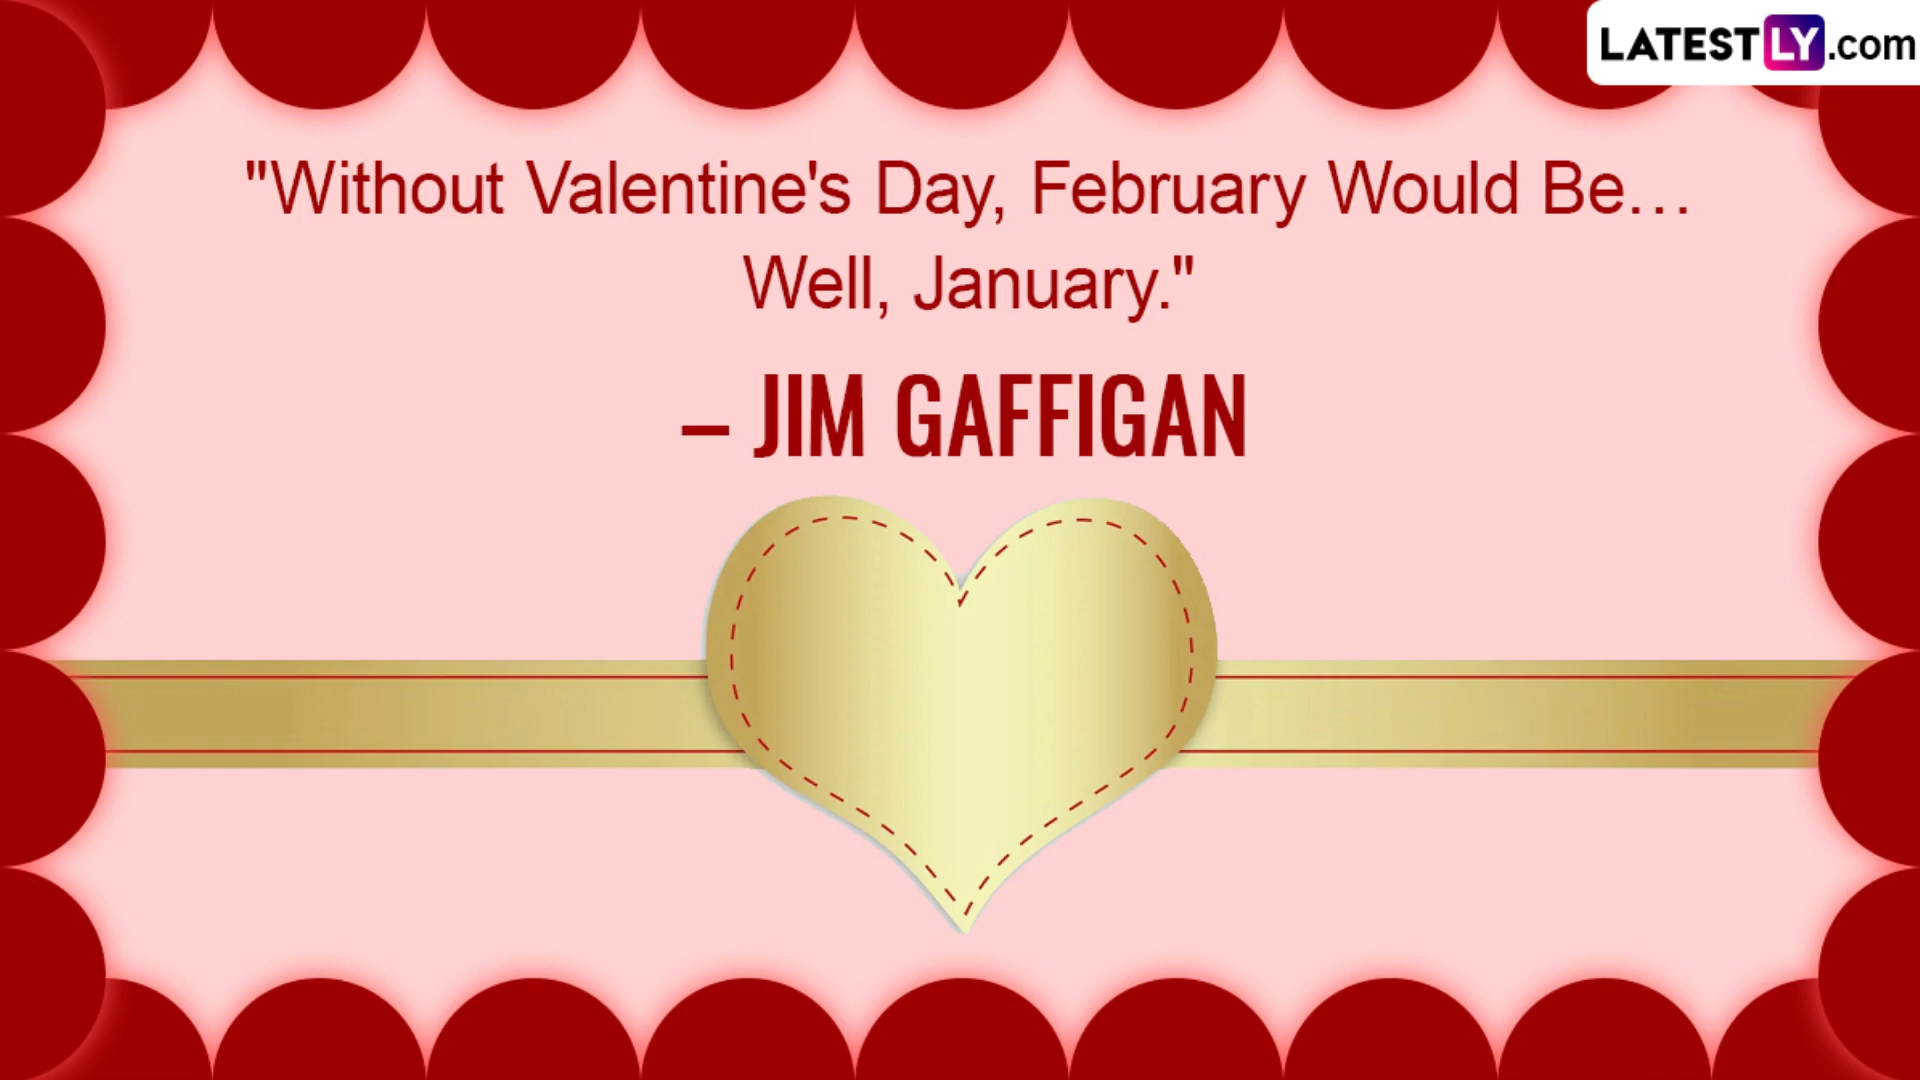 LATESTLY.com
"Without Valentine's Day, February Would Be…
Well, January."
– JIM GAFFIGAN